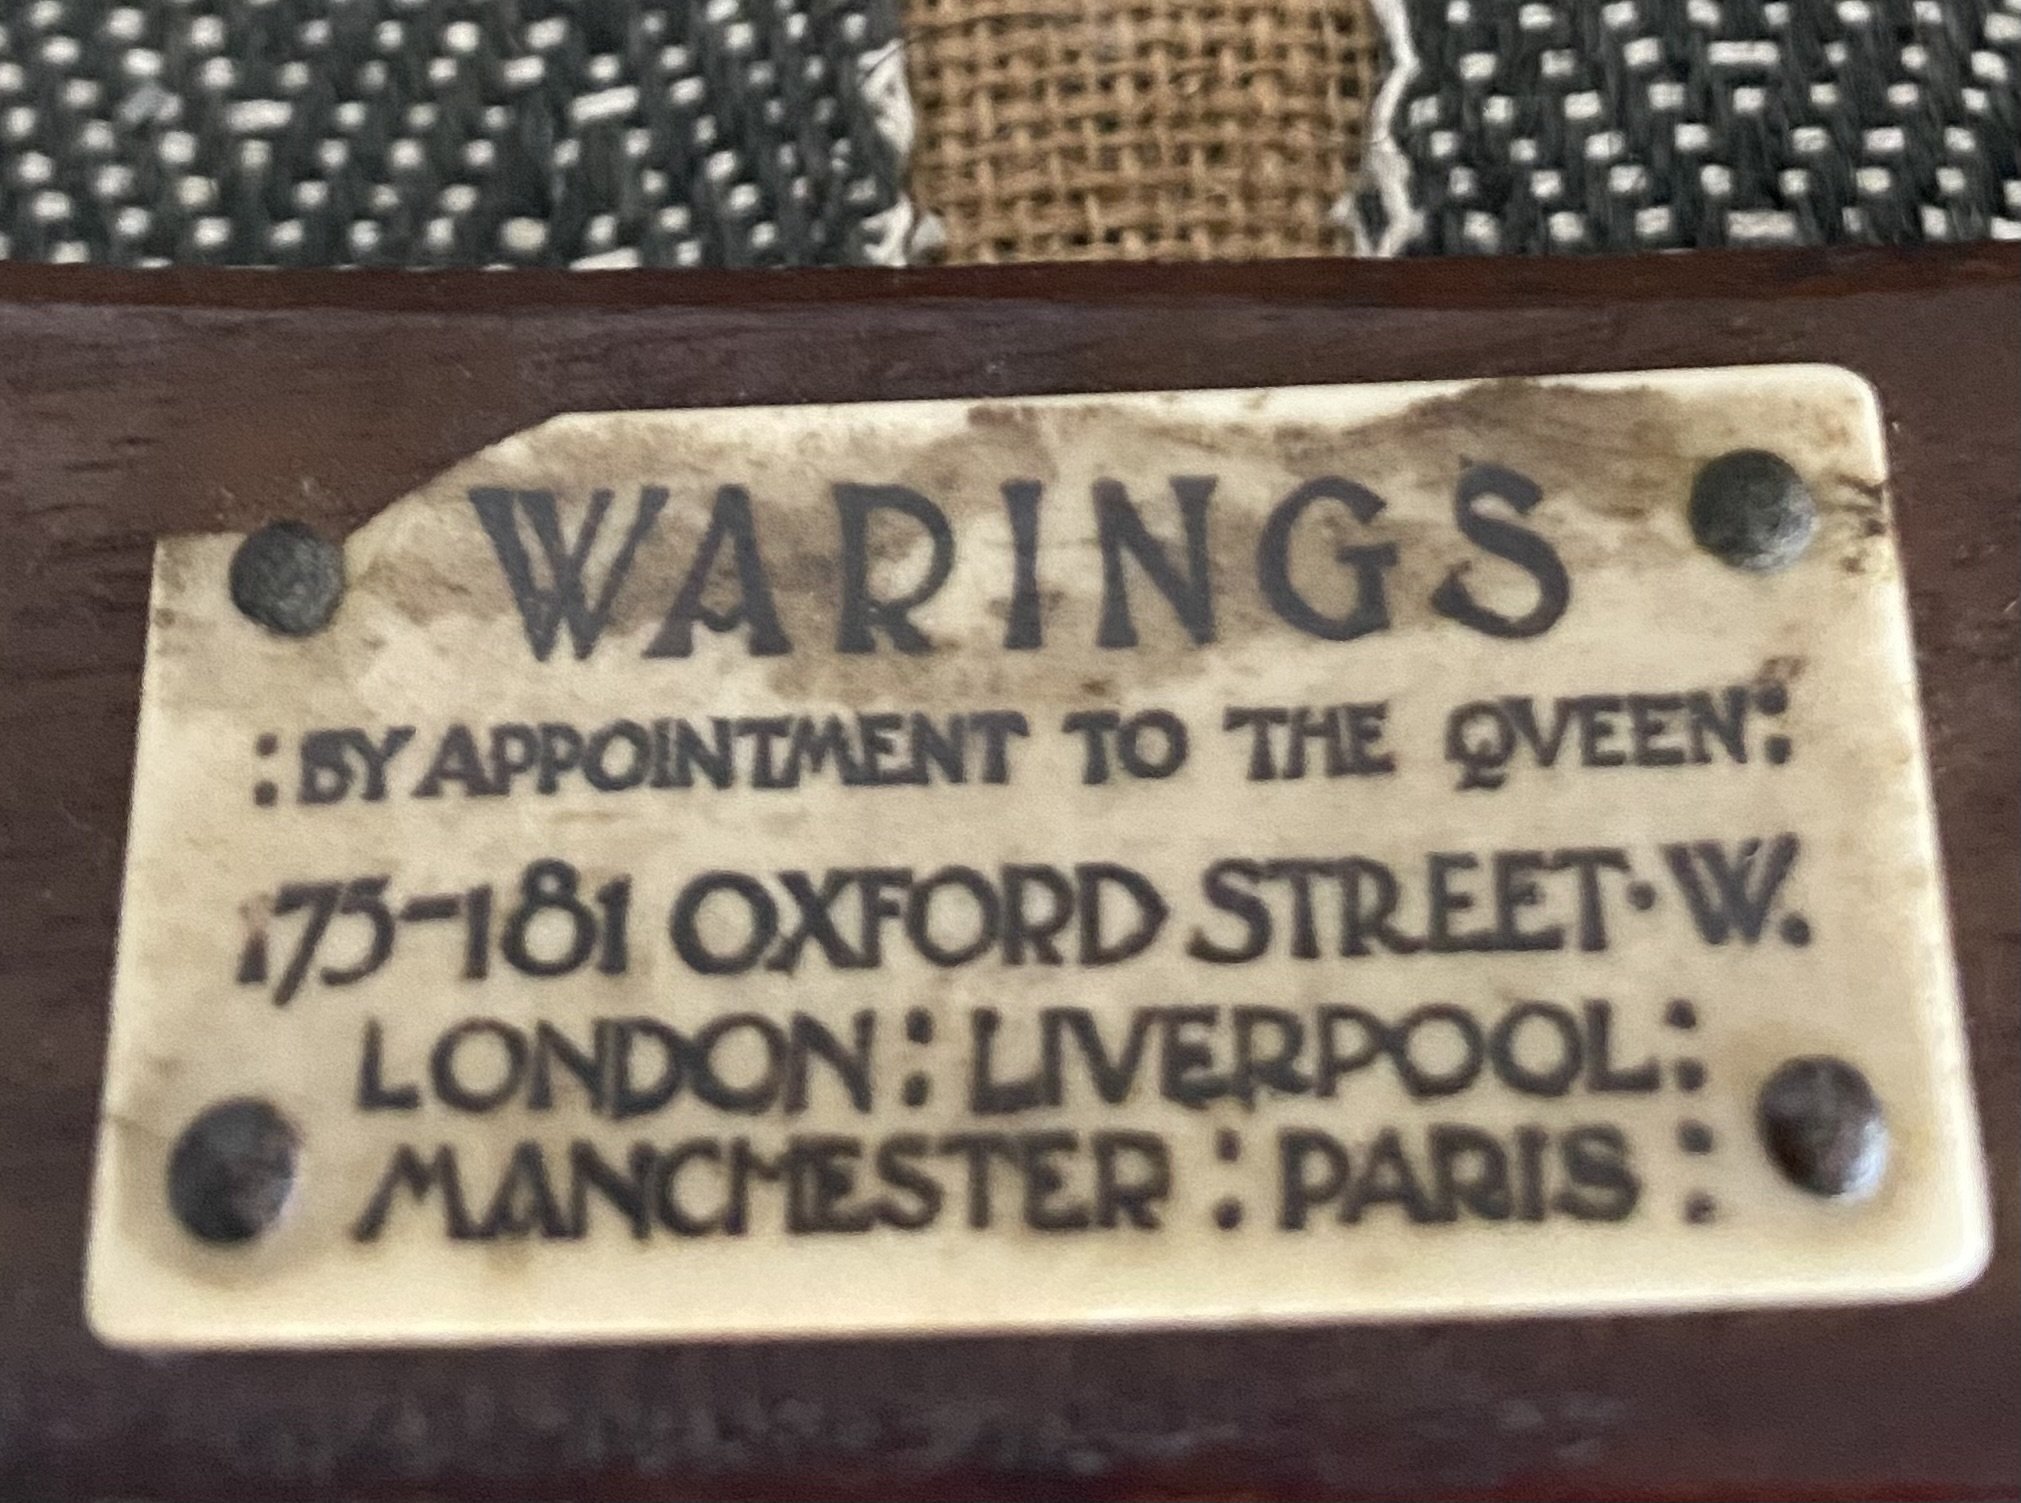 WARINGS
:BY APPOINTMENT TO THE QVEEN:
175-181 OXFORD STREET·W.
LONDON : LIVERPOOL :
MANCHESTER : PARIS :